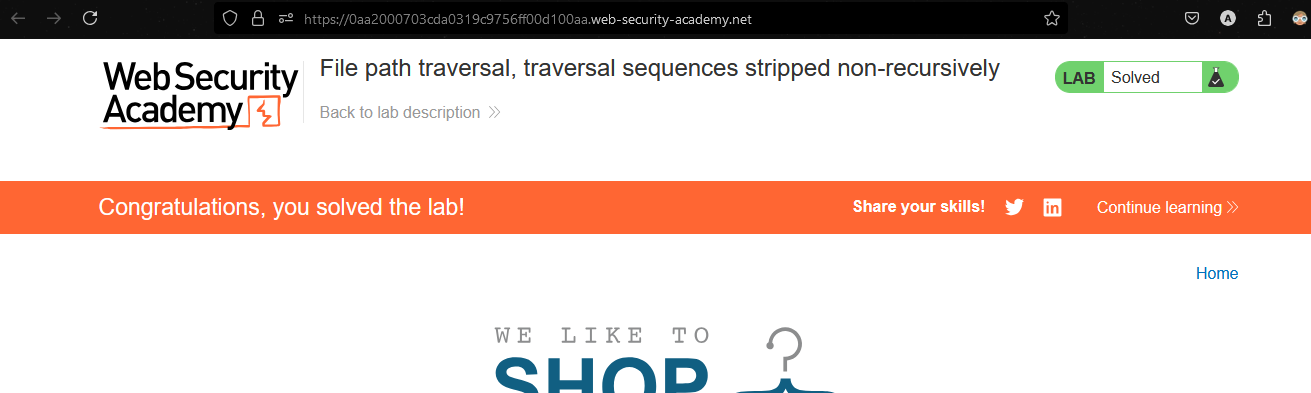 https://0aa2000703cda0319c9756ff00d100aa.web-security-academy.net
A
Web Security
Academy
File path traversal, traversal sequences stripped non-recursively
Back to lab description
LAB Solved
Congratulations, you solved the lab!
Share your skills!
in
Continue learning
Home
WE LIKE TO
SHOP